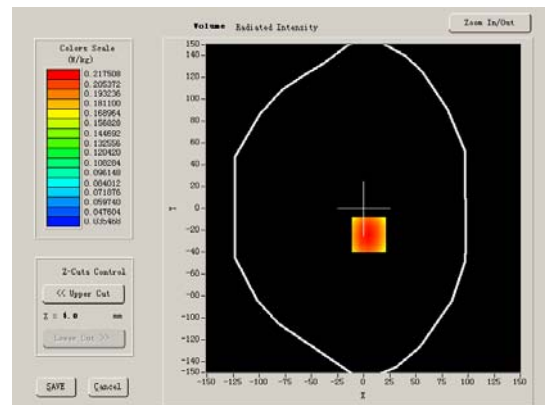 Volume Radiated Intensity
Zoom In/Out
Colors Scale
(W/kg)
0.217508
0.205372
0.193236
0.181100
0.168964
0.156828
0.144692
0.132556
0.120420
0.108284
0.096148
0.084012
0.071876
0.059740
0.047604
0.035468
Z-Cuts Control
<< Upper Cut
Z = 4.0 mm
Lower Cut >>
SAVE Cancel
150
120
100
80
60
40
20
0
-20
-40
-60
-80
-100
-120
-140
-150
Y
-150 -125 -100 -75 -50 -25 0 25 50 75 100 125 150
X